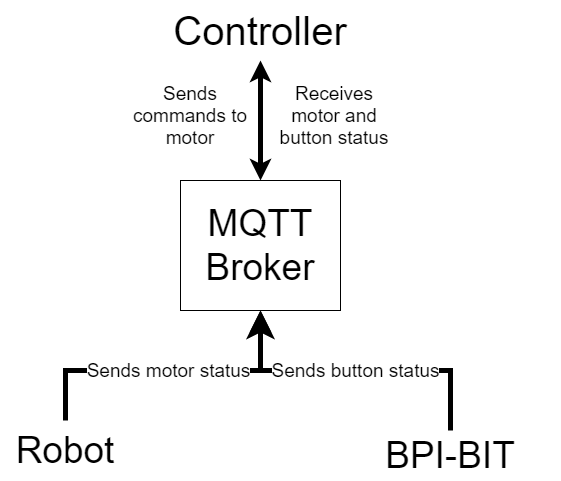 Controller
Sends
commands to
motor
Receives
motor and
button status
MQTT
Broker
Sends motor status
Sends button status
Robot
BPI-BIT